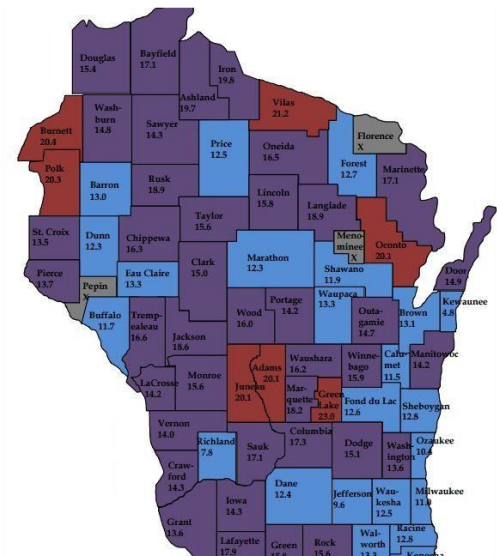 Douglas
15.4
Bayfield
17.1
Iron
19.8
Ashland
19.7
Vilas
21.2
Florence
X
Burnett
20.4
Wash-
burn
14.8
Sawyer
14.3
Price
12.5
Oneida
16.5
Forest
12.7
Marinette
17.1
Polk
20.3
Barron
13.0
Rusk
18.9
Lincoln
15.8
Langlade
18.9
St. Croix
13.5
Dunn
12.3
Chippewa
16.3
Taylor
15.6
Marathon
12.3
Meno-
minee
X
Oconto
20.1
Pierce
13.7
Pepin
X
Eau Claire
13.3
Clark
15.0
Shawano
11.9
Door
14.9
Buffalo
11.7
Tremp-
ealeau
16.6
Jackson
15.6
Wood
16.0
Portage
14.2
Waupaca
13.3
Outa-
gamie
14.7
Brown
13.1
Kewaunee
4.8
LaCrosse
14.2
Monroe
15.6
Juneau
20.1
Adams
20.1
Waushara
16.2
Winne-
bago
15.9
Calu-
met
11.5
Manitowoc
14.2
Mar-
quette
18.2
Green
Lake
23.0
Fond du Lac
12.6
Sheboygan
12.8
Vernon
14.0
Richland
7.8
Sauk
17.1
Columbia
17.3
Dodge
15.1
Wash-
ington
13.6
Ozaukee
Craw-
ford
14.3
Grant
13.6
Iowa
14.3
Dane
12.4
Jefferson
9.6
Wau-
kesha
12.5
Milwaukee
Lafayette
17.9
Green
Rock
15.6
Wal-
worth
13.3
Racine
12.8